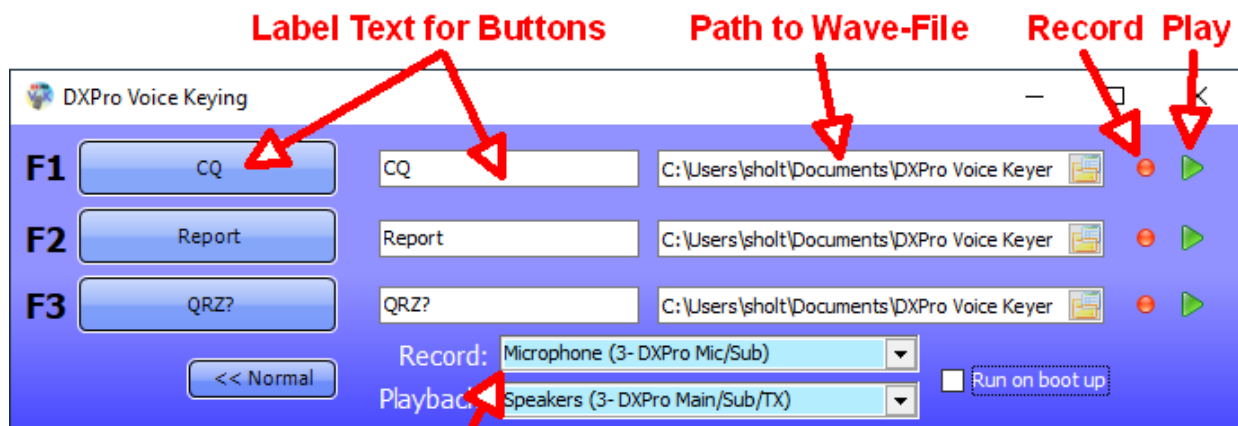 Label Text for Buttons Path to Wave-File Record Play
DXPro Voice Keying
F1 CQ CQ C:\Users\sholt\Documents\DXPro Voice Keyer
F2 Report Report C:\Users\sholt\Documents\DXPro Voice Keyer
F3 QRZ? QRZ? C:\Users\sholt\Documents\DXPro Voice Keyer
Record: Microphone (3- DXPro Mic/Sub)
<< Normal Run on boot up
Playback Speakers (3- DXPro Main/Sub/TX)